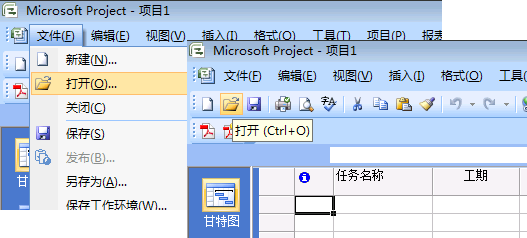 Microsoft Project - 项目1
文件(F) 编辑(E) 视图(V) 插入(I) 格式(O) 工具(T) 项目(P) 报表
新建(N)...
打开(O)...
关闭(C)
保存(S)
发布(B)...
另存为(A)...
保存工作环境(W)...
甘
Microsoft Project - 项目1
文件(F) 编辑(E) 视图(V) 插入(I) 格式(O) 工具(
打开 (Ctrl+O)
任务名称 工期
甘特图